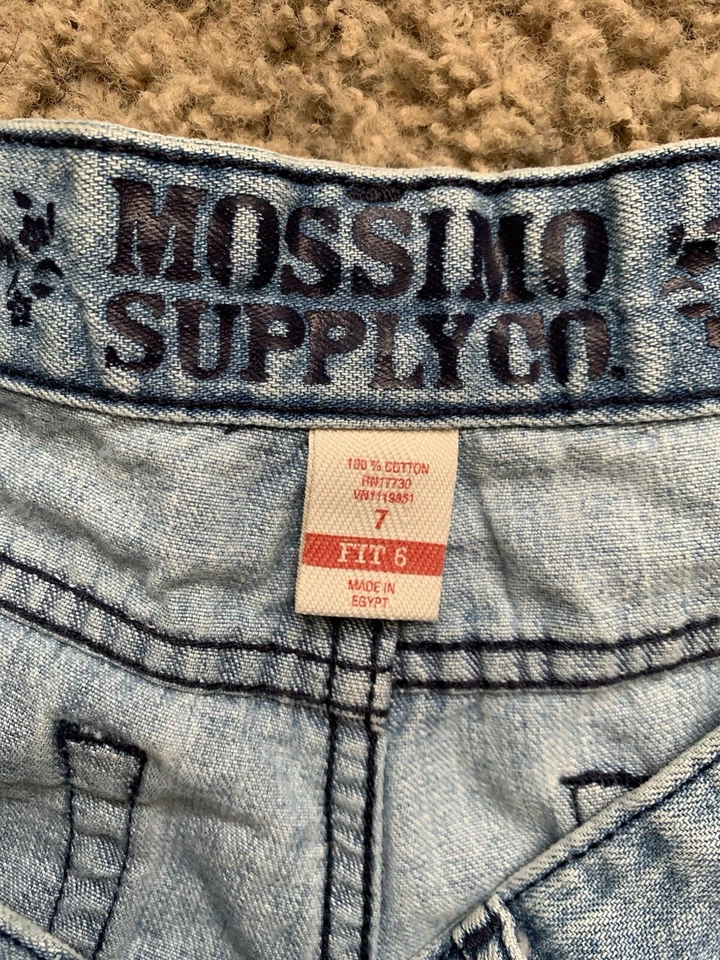 MOSSIMO
SUPPLY CO.
100% COTTON
RN17730
VN1119851
7
FIT 6
MADE IN
EGYPT